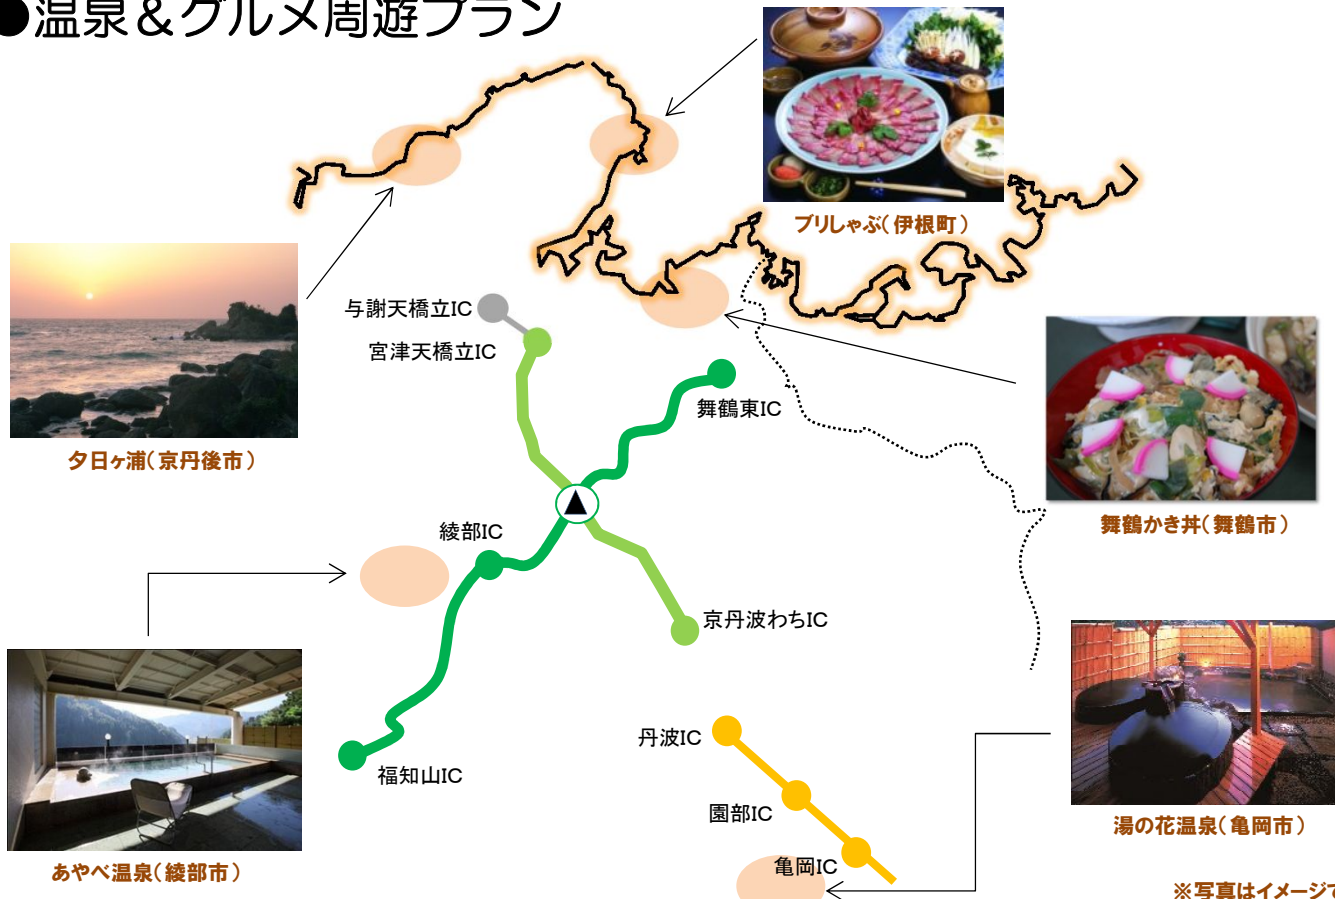 ●温泉＆グルメ周遊プラン
ブリしゃぶ（伊根町）
与謝天橋立IC
宮津天橋立IC
舞鶴東IC
夕日ヶ浦（京丹後市）
舞鶴かき丼（舞鶴市）
綾部IC
京丹波わちIC
丹波IC
福知山IC
園部IC
湯の花温泉（亀岡市）
亀岡IC
あやべ温泉（綾部市）
※写真はイメージで